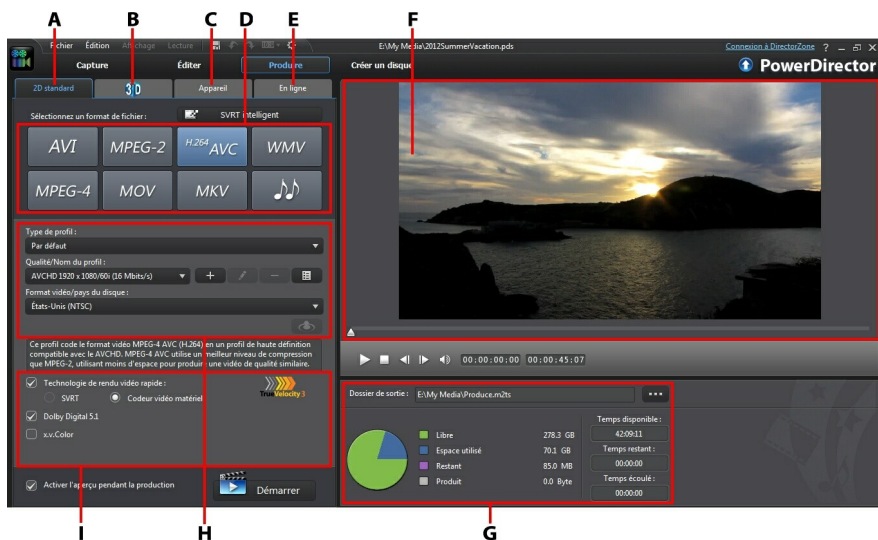 A B C D E F
Fichier Édition Affichage Lecture E:\My Media\2012SummerVacation.pds Connexion à DirectorZone ? _ X
Capture Éditer Produire Créer un disque PowerDirector
2D standard 3D Appareil En ligne
Sélectionnez un format de fichier : SVRT intelligent
AVI MPEG-2 H.264 AVC WMV
MPEG-4 MOV MKV
Type de profil :
Par défaut
Qualité/Nom du profil :
AVCHD 1920 x 1080/60i (16 Mbits/s)
Format vidéo/pays du disque :
États-Unis (NTSC)
Ce profil code le format vidéo MPEG-4 AVC (H.264) en un profil de haute définition
compatible avec le AVCHD. MPEG-4 AVC utilise un meilleur niveau de compression
que MPEG-2, utilisant moins d'espace pour produire une vidéo de qualité similaire.
00:00:00:00 00:00:45:07
Technologie de rendu vidéo rapide :
TrueVelocity 3
SVRT Codeur vidéo matériel
Dolby Digital 5.1
x.v.Color
Activer l'aperçu pendant la production
Démarrer
Dossier de sortie : E:\My Media\Produce.m2ts
Libre 278.3 GB
Espace utilisé 70.1 GB
Restant 85.0 MB
Produit 0.0 Byte
Temps disponible :
42:09:11
Temps restant :
00:00:00
Temps écoulé :
00:00:00
I H G